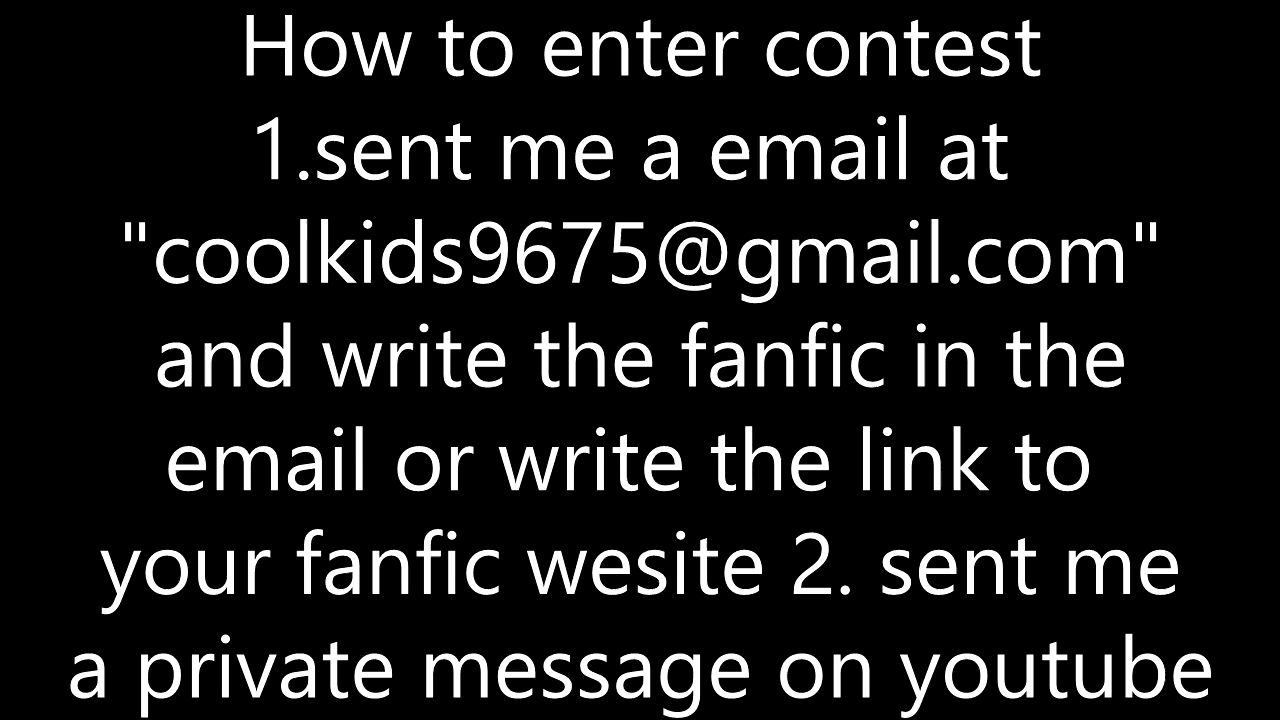 How to enter contest
1.sent me a email at
"coolkids9675@gmail.com"
and write the fanfic in the
email or write the link to
your fanfic wesite 2. sent me
a private message on youtube